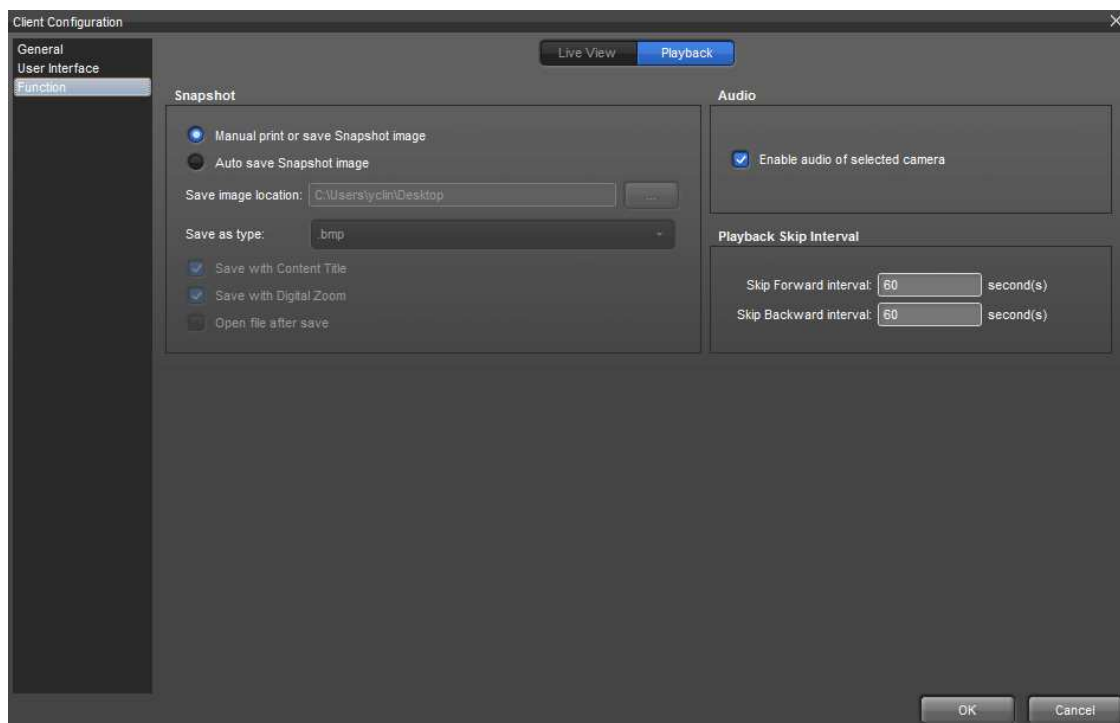 Client Configuration
General
User Interface
Function
Live View
Playback
Snapshot
Manual print or save Snapshot image
Auto save Snapshot image
Save image location: C:\Users\yclin\Desktop ...
Save as type: .bmp
Save with Content Title
Save with Digital Zoom
Open file after save
Audio
Enable audio of selected camera
Playback Skip Interval
Skip Forward interval: 60 second(s)
Skip Backward interval: 60 second(s)
OK
Cancel